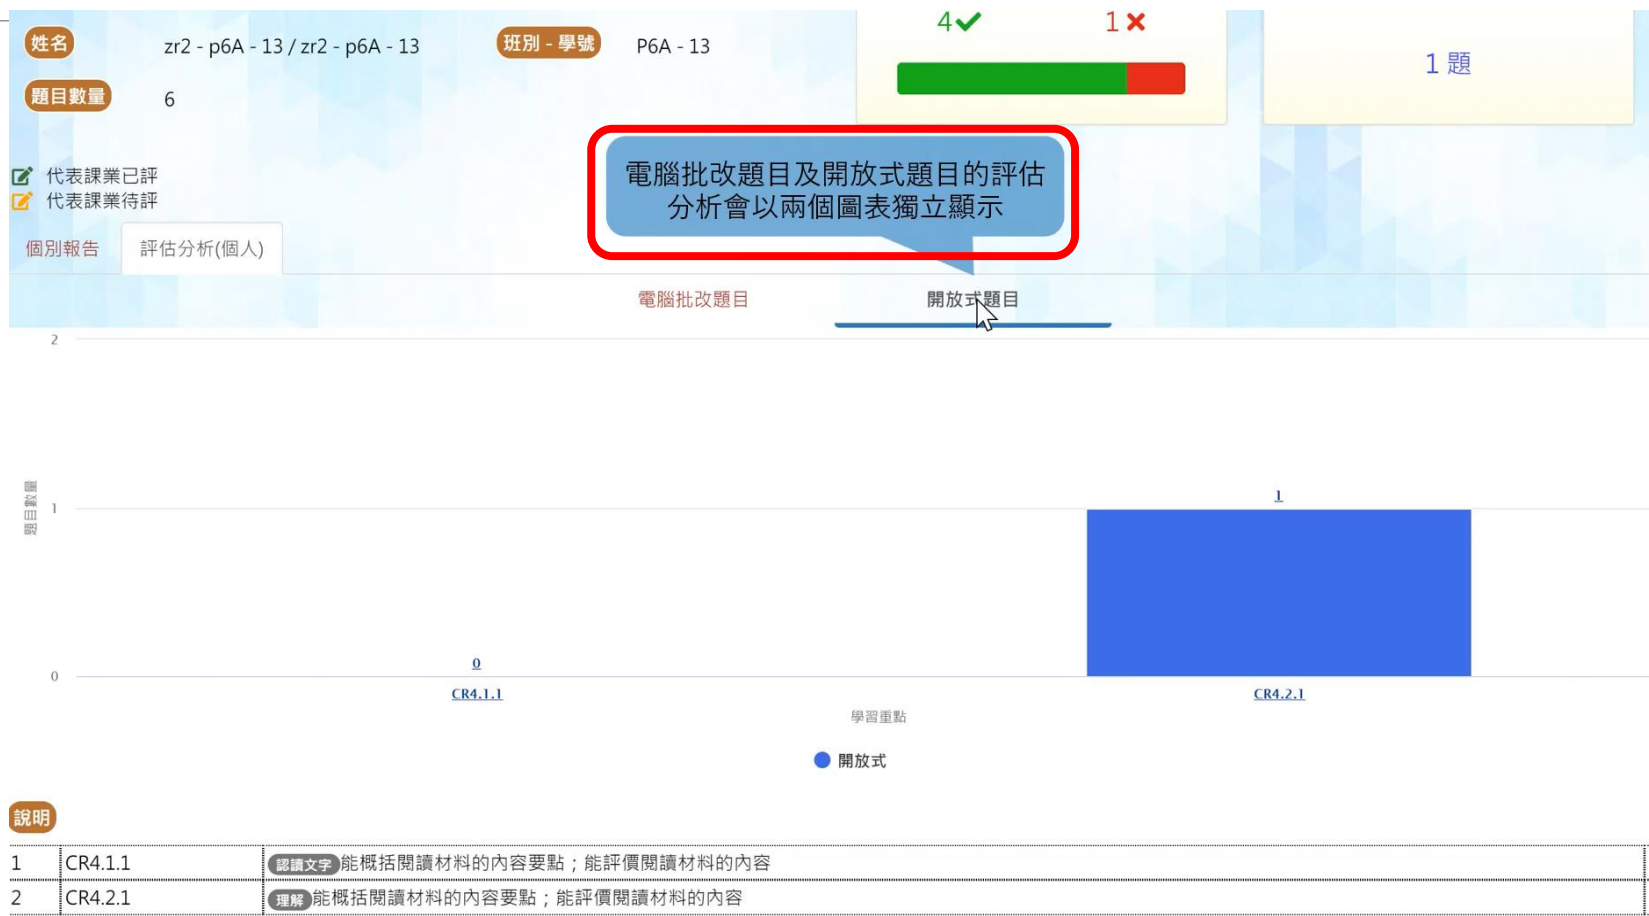 姓名 zr2 - p6A - 13 / zr2 - p6A - 13 班別 - 學號 P6A - 13 4✔ 1✖
題目數量 6 1 題
電腦批改題目及開放式題目的評估
分析會以兩個圖表獨立顯示
代表課業已評
代表課業待評
個別報告 評估分析(個人)
電腦批改題目 開放式題目
2
題目數量
1
1
0
0
CR4.1.1 CR4.2.1
學習重點
開放式
說明
1 CR4.1.1 認讀文字 能概括閱讀材料的內容要點；能評價閱讀材料的內容
2 CR4.2.1 理解 能概括閱讀材料的內容要點；能評價閱讀材料的內容